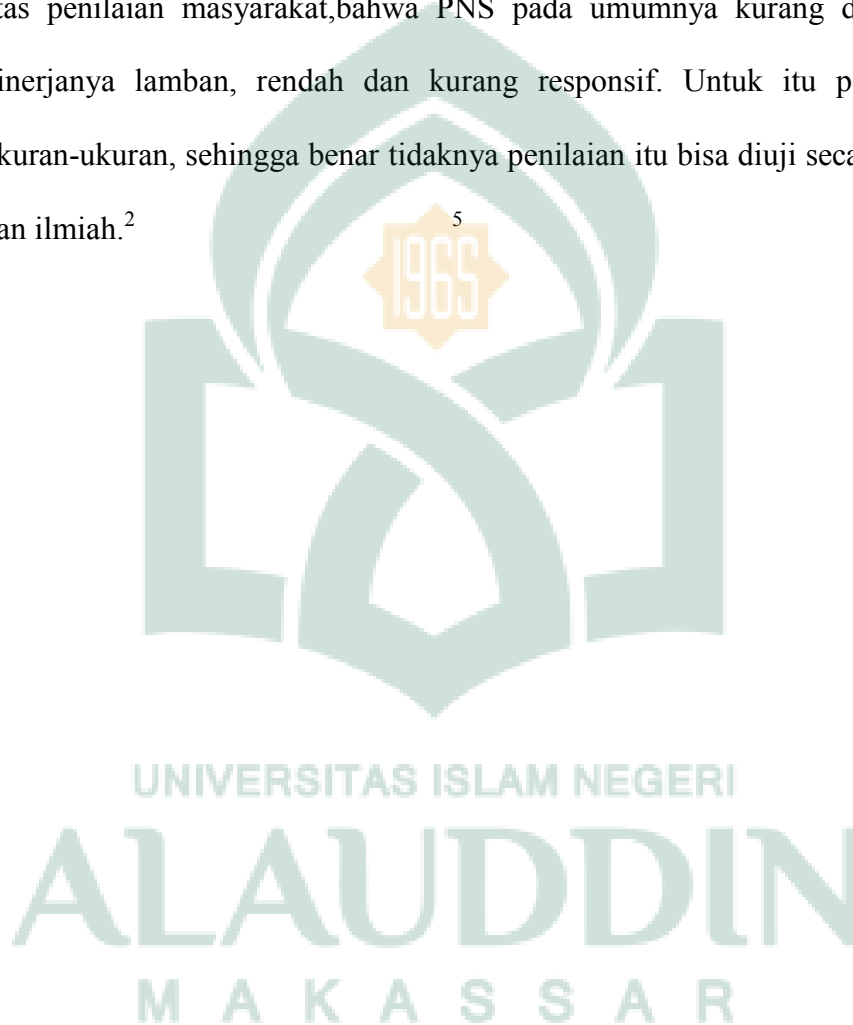 tas penilaian masyarakat,bahwa PNS pada umumnya kurang d
inerjanya lamban, rendah dan kurang responsif. Untuk itu p
kuran-ukuran, sehingga benar tidaknya penilaian itu bisa diuji seca
an ilmiah.2 5
1965
UNIVERSITAS ISLAM NEGERI
ALAUDDIN
MAKASSAR